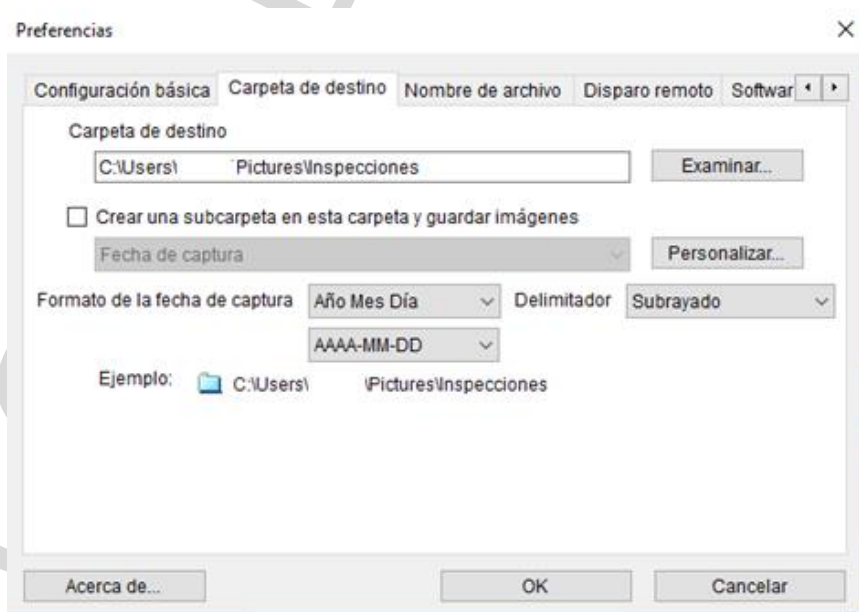 Preferencias
Configuración básica Carpeta de destino Nombre de archivo Disparo remoto Softwar
Carpeta de destino
C:\Users\ Pictures\Inspecciones Examinar...
Crear una subcarpeta en esta carpeta y guardar imágenes
Fecha de captura Personalizar...
Formato de la fecha de captura Año Mes Día Delimitador Subrayado
AAAA-MM-DD
Ejemplo: C:\Users\ \Pictures\Inspecciones
Acerca de... OK Cancelar